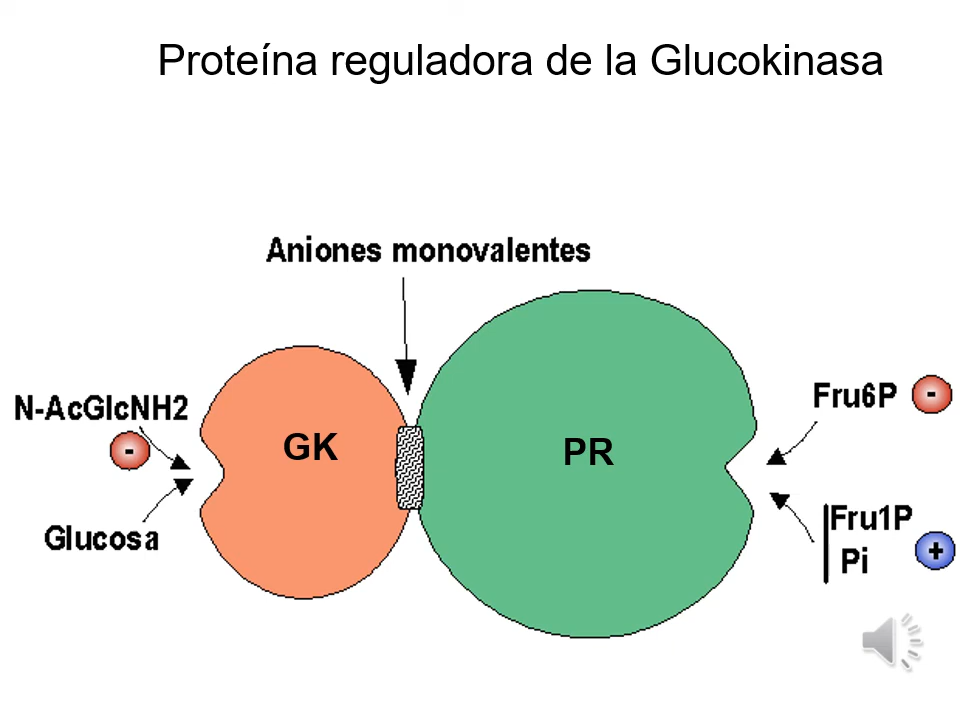 Proteína reguladora de la Glucokinasa
Aniones monovalentes
N-AcGlcNH2
-
Glucosa
GK
PR
Fru6P
-
Fru1P
Pi
+